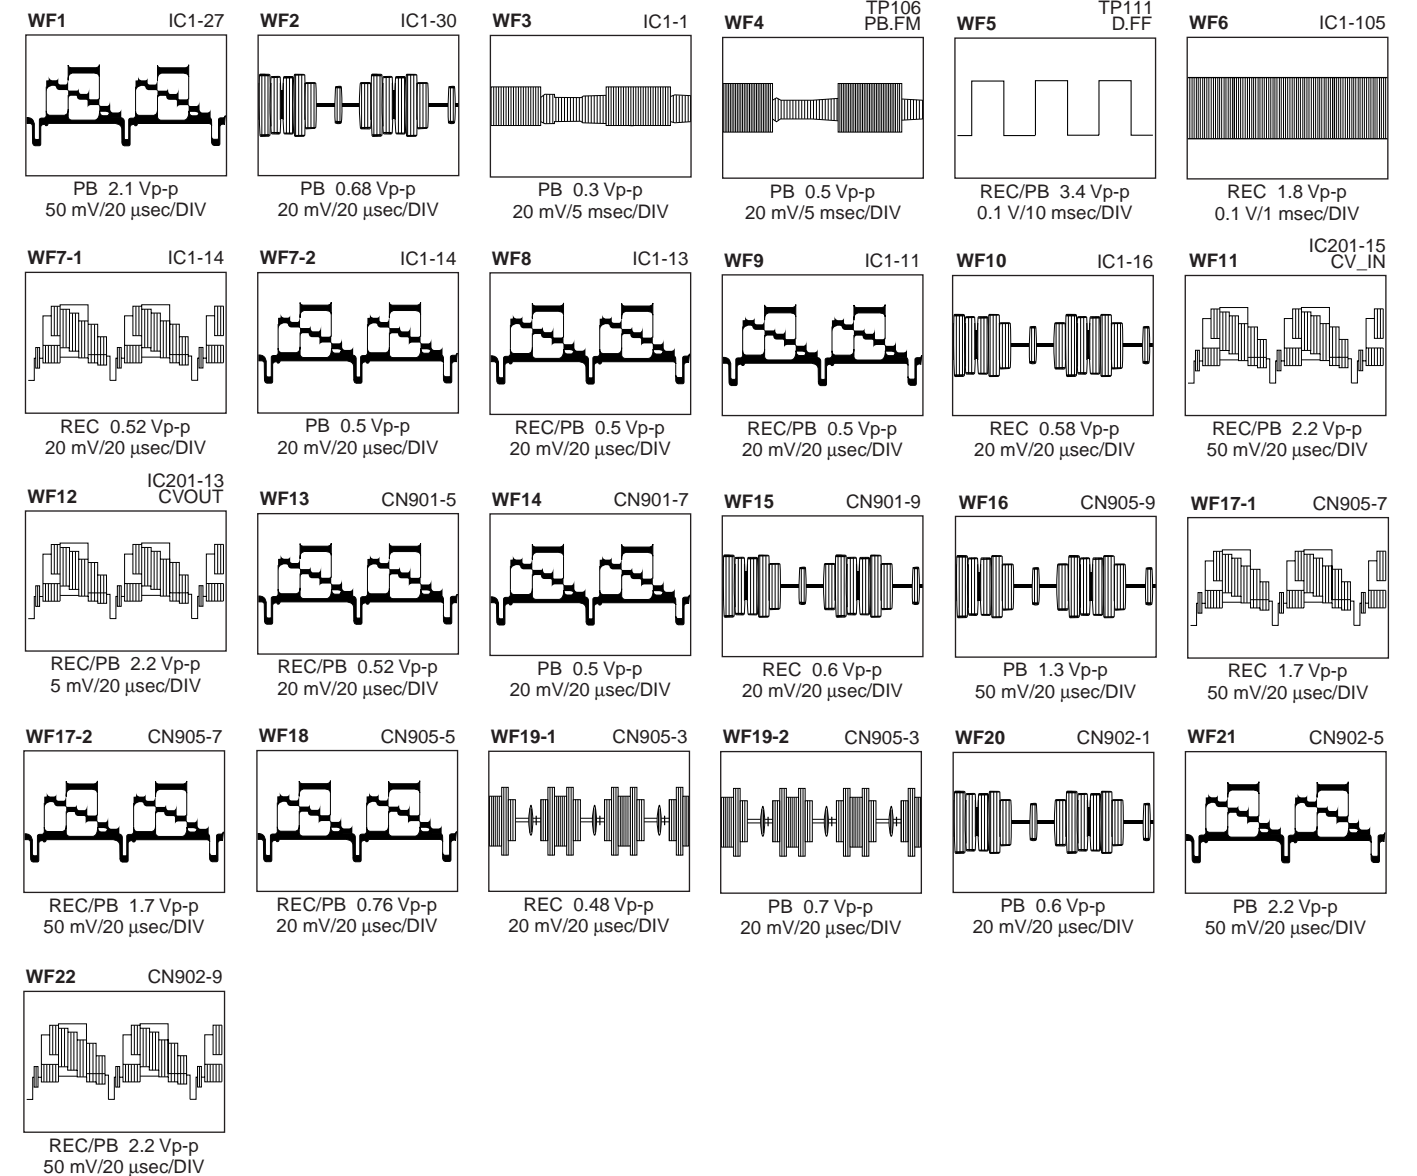 WF1 IC1-27
PB 2.1 Vp-p
50 mV/20 μsec/DIV
WF2 IC1-30
PB 0.68 Vp-p
20 mV/20 μsec/DIV
WF3 IC1-1
PB 0.3 Vp-p
20 mV/5 msec/DIV
TP106
WF4 PB.FM
PB 0.5 Vp-p
20 mV/5 msec/DIV
TP111
WF5 D.FF
REC/PB 3.4 Vp-p
0.1 V/10 msec/DIV
WF6 IC1-105
REC 1.8 Vp-p
0.1 V/1 msec/DIV
WF7-1 IC1-14
REC 0.52 Vp-p
20 mV/20 μsec/DIV
WF7-2 IC1-14
PB 0.5 Vp-p
20 mV/20 μsec/DIV
WF8 IC1-13
REC/PB 0.5 Vp-p
20 mV/20 μsec/DIV
WF9 IC1-11
REC/PB 0.5 Vp-p
20 mV/20 μsec/DIV
WF10 IC1-16
REC 0.58 Vp-p
20 mV/20 μsec/DIV
IC201-15
WF11 CV_IN
REC/PB 2.2 Vp-p
50 mV/20 μsec/DIV
IC201-13
WF12 CVOUT
REC/PB 2.2 Vp-p
5 mV/20 μsec/DIV
WF13 CN901-5
REC/PB 0.52 Vp-p
20 mV/20 μsec/DIV
WF14 CN901-7
PB 0.5 Vp-p
20 mV/20 μsec/DIV
WF15 CN901-9
REC 0.6 Vp-p
20 mV/20 μsec/DIV
WF16 CN905-9
PB 1.3 Vp-p
50 mV/20 μsec/DIV
WF17-1 CN905-7
REC 1.7 Vp-p
50 mV/20 μsec/DIV
WF17-2 CN905-7
REC/PB 1.7 Vp-p
50 mV/20 μsec/DIV
WF18 CN905-5
REC/PB 0.76 Vp-p
20 mV/20 μsec/DIV
WF19-1 CN905-3
REC 0.48 Vp-p
20 mV/20 μsec/DIV
WF19-2 CN905-3
PB 0.7 Vp-p
20 mV/20 μsec/DIV
WF20 CN902-1
PB 0.6 Vp-p
20 mV/20 μsec/DIV
WF21 CN902-5
PB 2.2 Vp-p
50 mV/20 μsec/DIV
WF22 CN902-9
REC/PB 2.2 Vp-p
50 mV/20 μsec/DIV